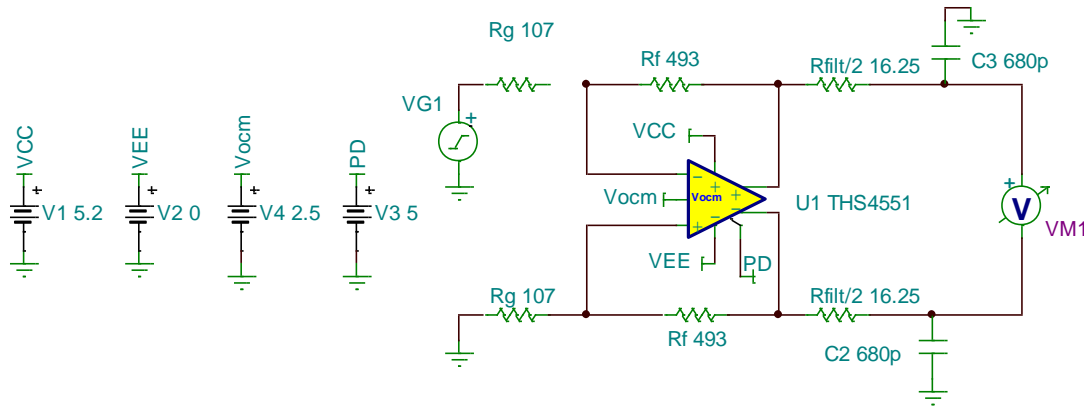 Rg 107
Rf 493
Rfilt/2 16.25
C3 680p
VG1
+
VCC
VCC
VEE
Vocm
PD
Vocm
Vocm
U1 THS4551
V
VM1
+
V1 5.2
+
V2 0
+
V4 2.5
+
V3 5
VEE
PD
Rg 107
Rf 493
Rfilt/2 16.25
C2 680p